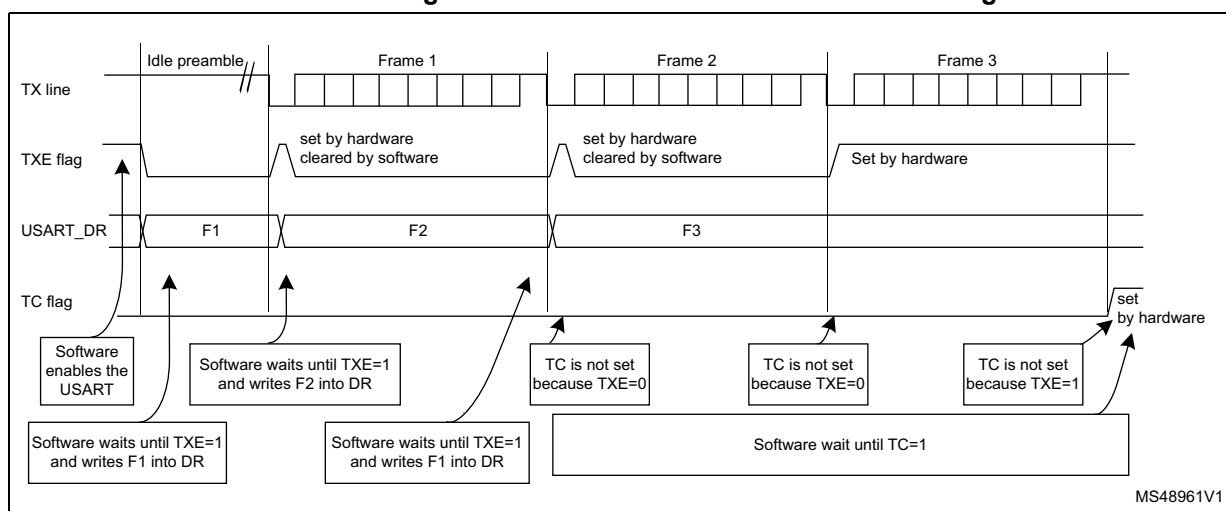 Idle preamble
Frame 1
Frame 2
Frame 3
TX line
TXE flag
set by hardware
cleared by software
set by hardware
cleared by software
Set by hardware
USART_DR
F1
F2
F3
TC flag
set
by hardware
Software
enables the
USART
Software waits until TXE=1
and writes F2 into DR
TC is not set
because TXE=0
TC is not set
because TXE=0
TC is not set
because TXE=1
Software waits until TXE=1
and writes F1 into DR
Software waits until TXE=1
and writes F1 into DR
Software wait until TC=1
MS48961V1